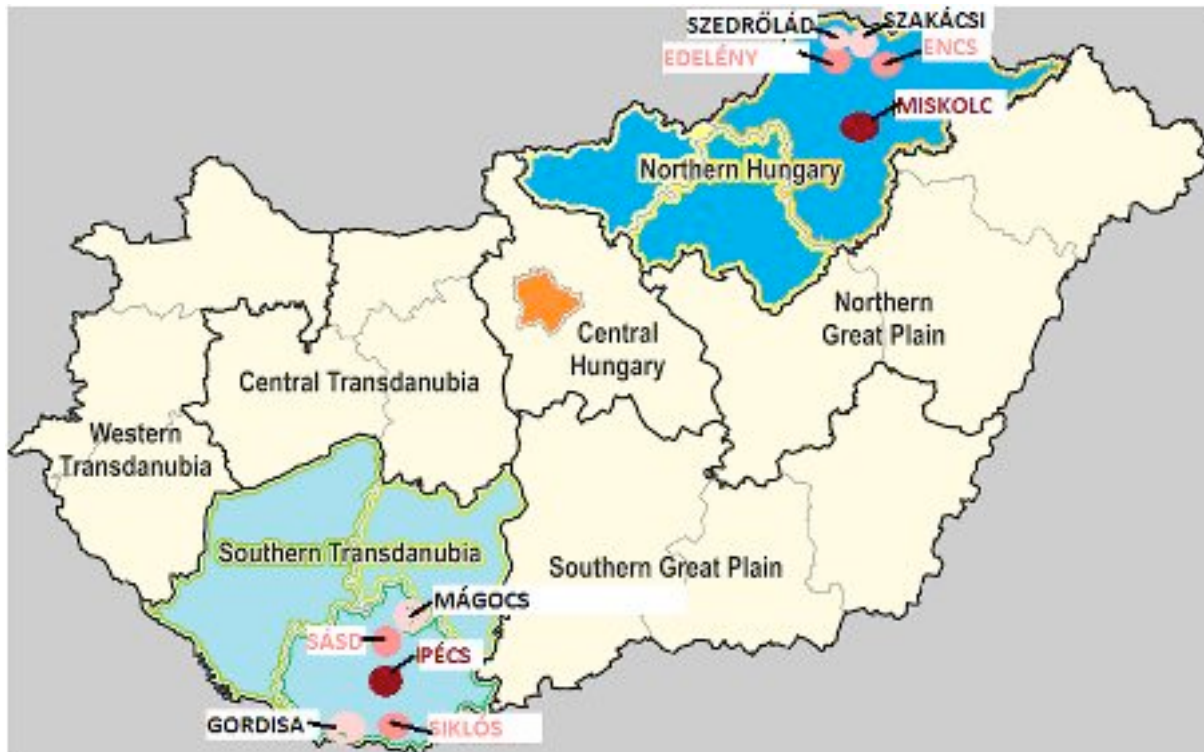 SZEDRŐLÁD
SZAKÁCSI
EDELÉNY
ENCS
MISKOLC
Northern Hungary
Northern
Great Plain
Central
Hungary
Central Transdanubia
Western
Transdanubia
Southern Transdanubia
Southern Great Plain
MÁGOCS
SÁSD
IPÉCS
GORDISA
SIKLÓS